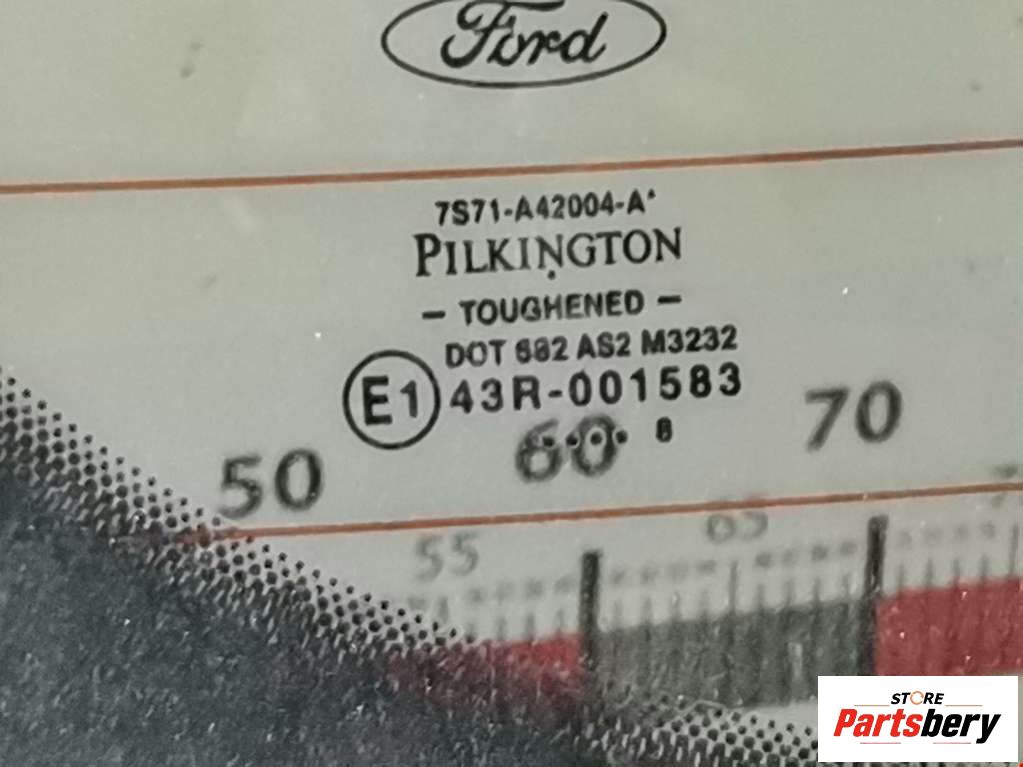 Ford
7S71-A42004-A*
PILKINGTON
- TOUGHENED -
DOT 682 AS2 M3232
E1 43R-001583
50 60 8 70
55 65
STORE
Partsbery